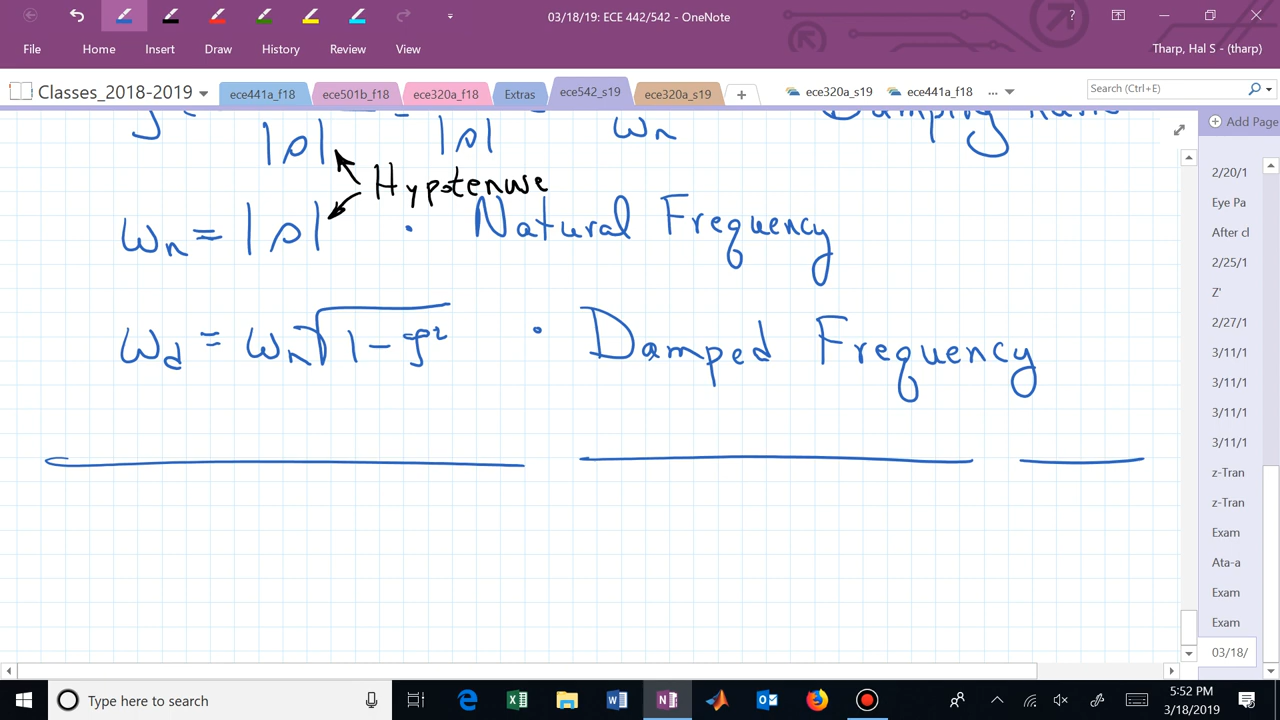 03/18/19: ECE 442/542 - OneNote
File Home Insert Draw History Review View Tharp, Hal S - (tharp)
Classes_2018-2019 ece441a_f18 ece501b_f18 ece320a_f18 Extras ece542_s19 ece320a_s19 + ece320a_s19 ece441a_f18 ... Search (Ctrl+E)
Add Page
|s| |s| ωn
Hypotenuse
ωn = |s| · Natural Frequency
ωd = ωn√1-ζ² · Damped Frequency
2/20/1
Eye Pa
After cl
2/25/1
Z'
2/27/1
3/11/1
3/11/1
3/11/1
3/11/1
z-Tran
z-Tran
Exam
Ata-a
Exam
Exam
03/18/
Type here to search
5:52 PM
3/18/2019